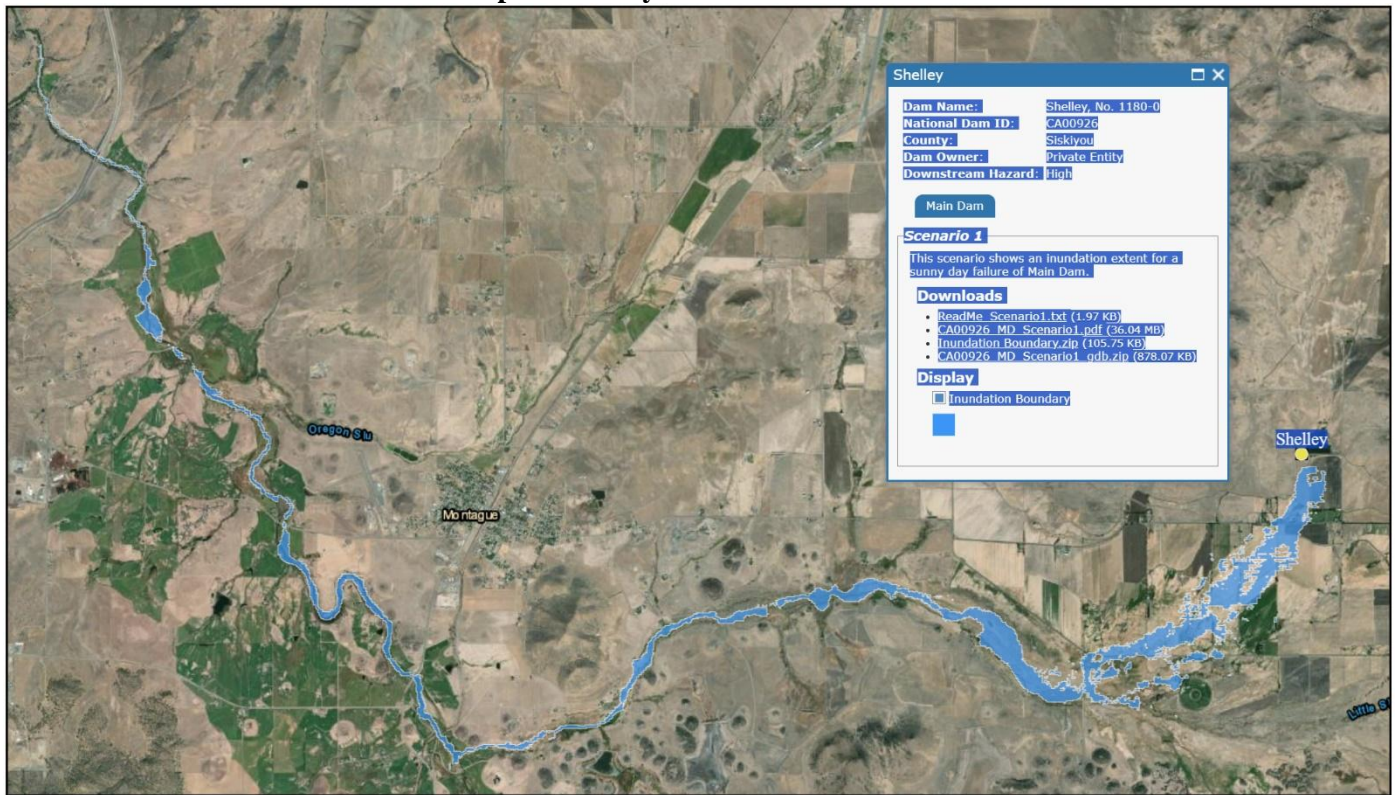 Shelley
Dam Name: Shelley, No. 1180-0
National Dam ID: CA00926
County: Siskiyou
Dam Owner: Private Entity
Downstream Hazard: High
Main Dam
Scenario 1
This scenario shows an inundation extent for a
sunny day failure of Main Dam.
Downloads
ReadMe_Scenario1.txt (1.97 KB)
CA00926_MD_Scenario1.pdf (36.04 MB)
Inundation Boundary.zip (105.75 KB)
CA00926_MD_Scenario1_gdb.zip (878.07 KB)
Display
Inundation Boundary
Oregon Slu
Shelley
Montague
Little S